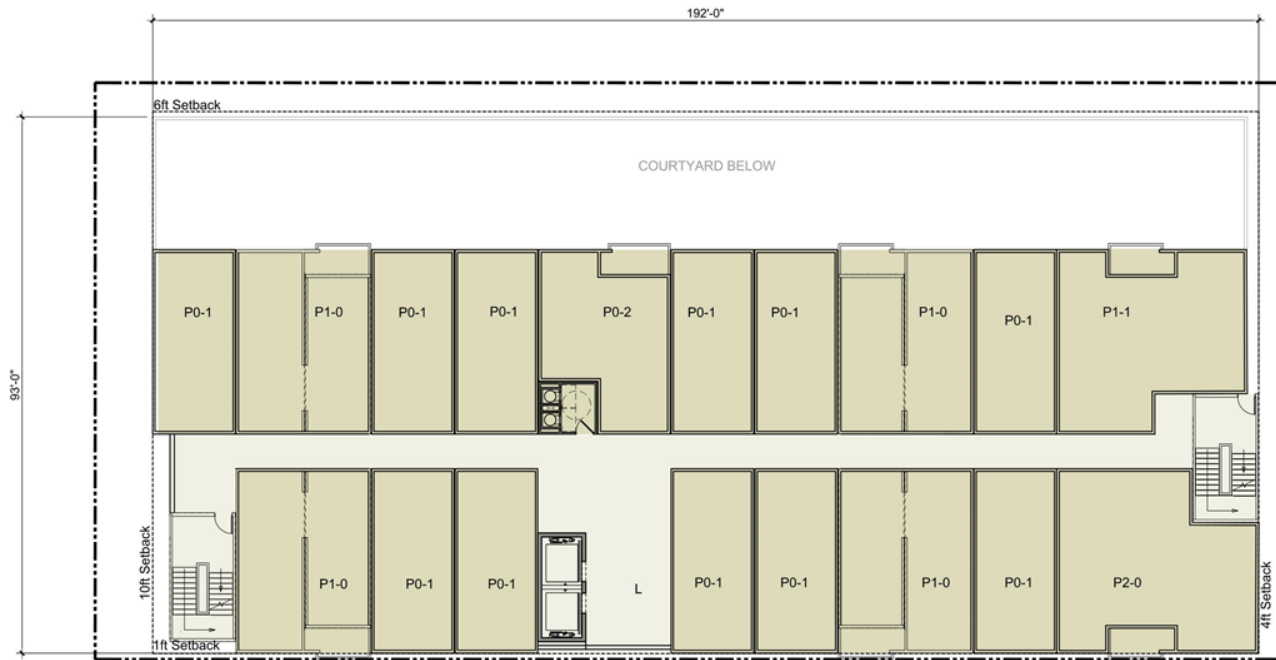 192'-0"
6ft Setback
COURTYARD BELOW
93'-0"
P0-1
P1-0
P0-1
P0-1
P0-2
P0-1
P0-1
P1-0
P0-1
P1-1
10ft Setback
P1-0
P0-1
P0-1
L
P0-1
P0-1
P1-0
P0-1
P2-0
4ft Setback
1ft Setback